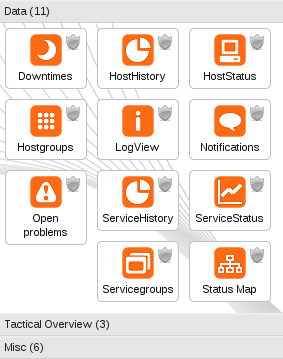 Data (11)
Downtimes
HostHistory
HostStatus
Hostgroups
LogView
Notifications
Open
problems
ServiceHistory
ServiceStatus
Servicegroups
Status Map
Tactical Overview (3)
Misc (6)